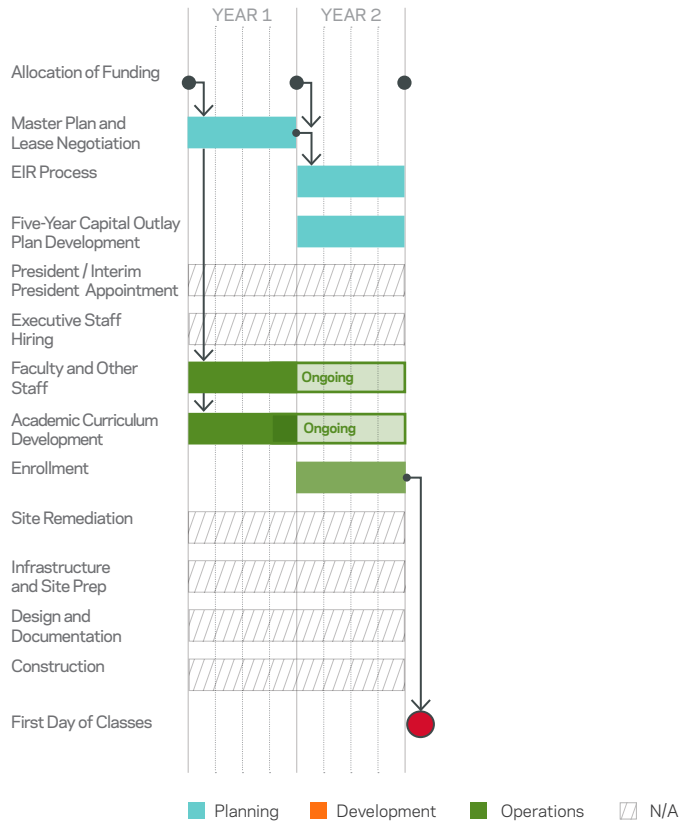 YEAR 1
YEAR 2
Allocation of Funding
Master Plan and
Lease Negotiation
EIR Process
Five-Year Capital Outlay
Plan Development
President / Interim
President Appointment
Executive Staff
Hiring
Faculty and Other
Staff
Ongoing
Academic Curriculum
Development
Ongoing
Enrollment
Site Remediation
Infrastructure
and Site Prep
Design and
Documentation
Construction
First Day of Classes
Planning
Development
Operations
N/A